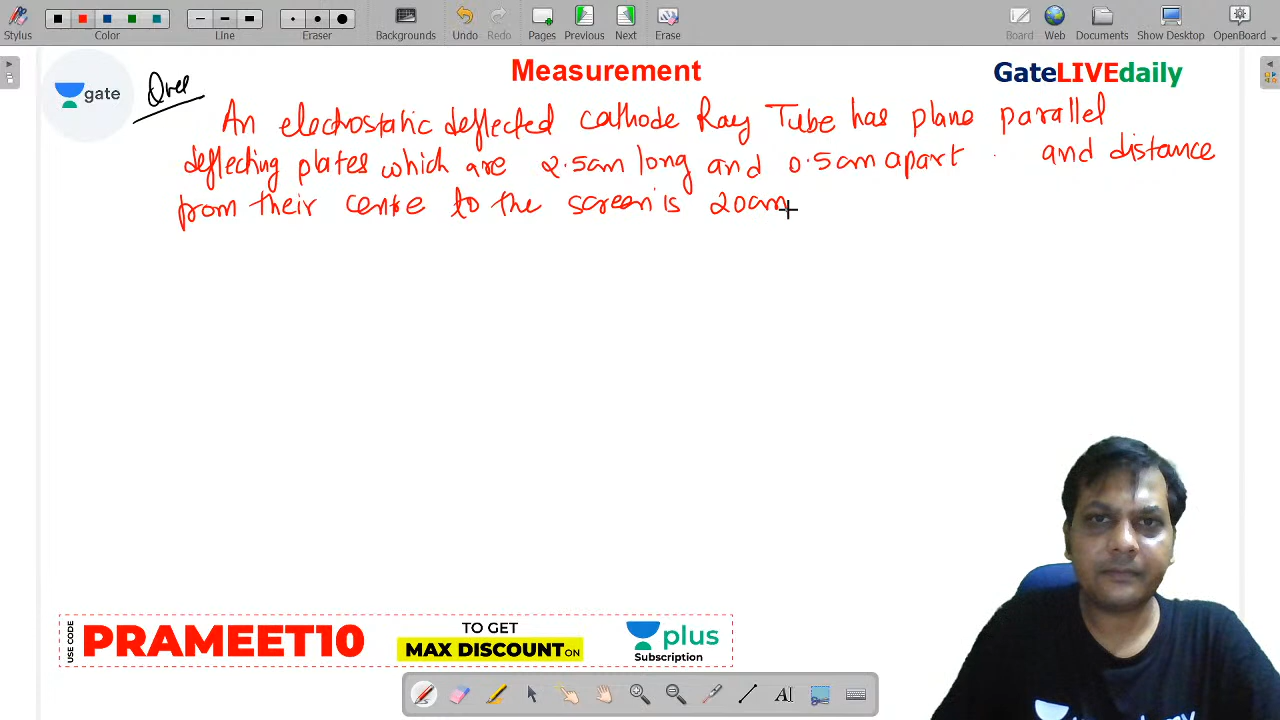 Stylus
Color
Line
Eraser
Backgrounds
Undo
Redo
Pages
Previous
Next
Erase
Board
Web
Documents
Show Desktop
OpenBoard
gate
Ques
Measurement
GateLIVEdaily
An electrostatic deflected cathode Ray Tube has plane parallel
deflecting plates which are 2.5cm long and 0.5cm apart and distance
from their centre to the screen is 20cm
USE CODE
PRAMEET10
TO GET
MAX DISCOUNT ON
plus
Subscription